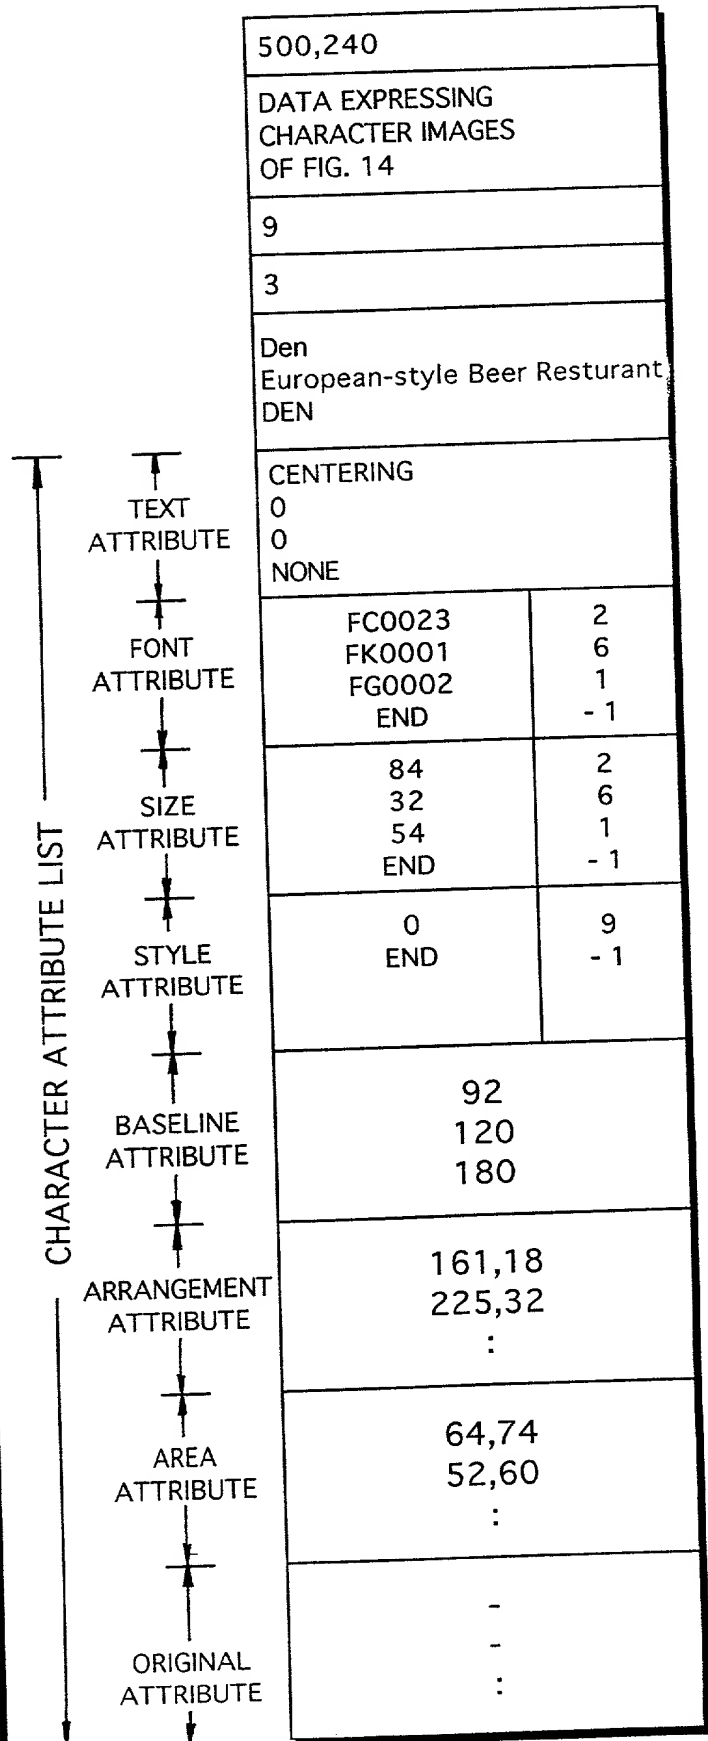 500,240
DATA EXPRESSING
CHARACTER IMAGES
OF FIG. 14
9
3
Den
European-style Beer Resturant
DEN
CHARACTER ATTRIBUTE LIST
TEXT
ATTRIBUTE
CENTERING
0
0
NONE
FONT
ATTRIBUTE
FC0023 2
FK0001 6
FG0002 1
END - 1
SIZE
ATTRIBUTE
84 2
32 6
54 1
END - 1
STYLE
ATTRIBUTE
0 9
END - 1
BASELINE
ATTRIBUTE
92
120
180
ARRANGEMENT
ATTRIBUTE
161,18
225,32
:
AREA
ATTRIBUTE
64,74
52,60
:
ORIGINAL
ATTRIBUTE
-
-
: